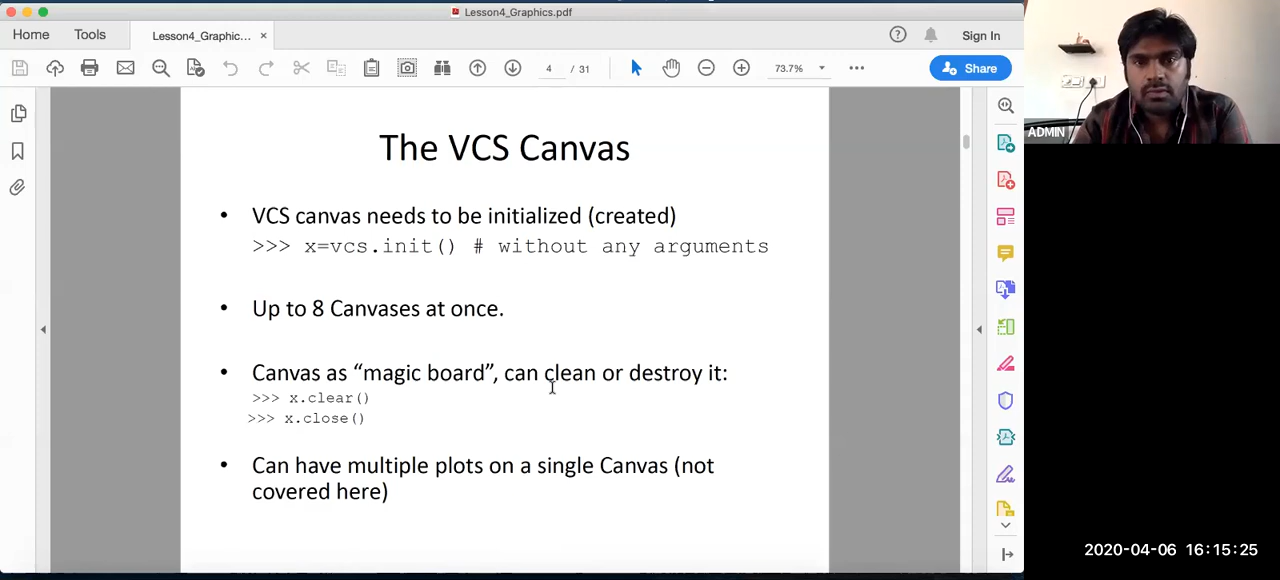 Lesson4_Graphics.pdf
Home Tools Lesson4_Graphic... × ? Sign In
4 / 31 73.7% Share
The VCS Canvas
• VCS canvas needs to be initialized (created)
>>> x=vcs.init() # without any arguments
• Up to 8 Canvases at once.
• Canvas as “magic board”, can clean or destroy it:
>>> x.clear()
>>> x.close()
• Can have multiple plots on a single Canvas (not
covered here)
ADMIN
2020-04-06 16:15:25